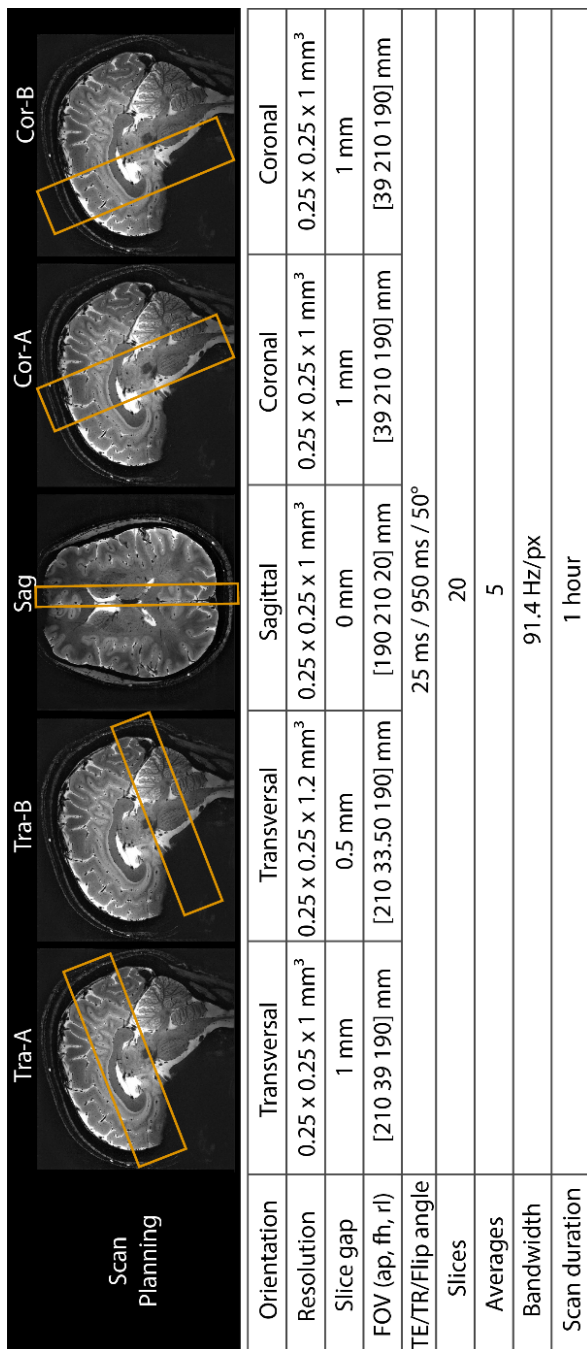 Scan Planning Tra-A Tra-B Sag Cor-A Cor-B
Orientation Transversal Transversal Sagittal Coronal Coronal
Resolution 0.25 x 0.25 x 1 mm³ 0.25 x 0.25 x 1.2 mm³ 0.25 x 0.25 x 1 mm³ 0.25 x 0.25 x 1 mm³ 0.25 x 0.25 x 1 mm³
Slice gap 1 mm 0.5 mm 0 mm 1 mm 1 mm
FOV (ap, fh, rl) [210 39 190] mm [210 33.50 190] mm [190 210 20] mm [39 210 190] mm [39 210 190] mm
TE/TR/Flip angle 25 ms / 950 ms / 50°
Slices 20
Averages 5
Bandwidth 91.4 Hz/px
Scan duration 1 hour